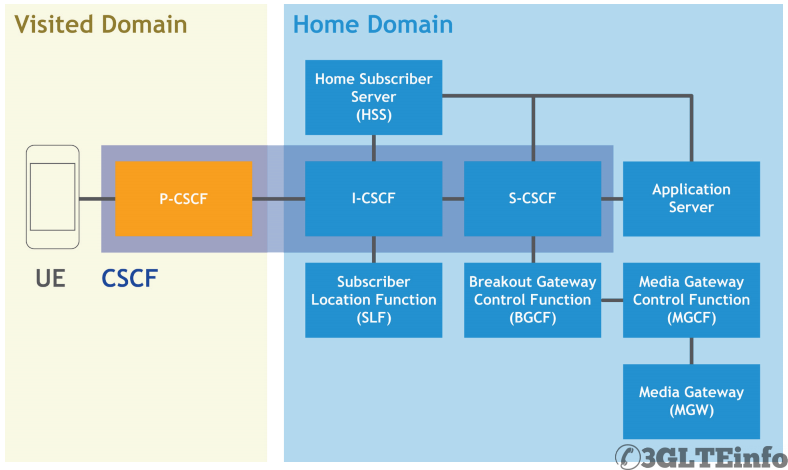 Visited Domain
Home Domain
Home Subscriber
Server
(HSS)
P-CSCF
I-CSCF
S-CSCF
Application
Server
UE
CSCF
Subscriber
Location Function
(SLF)
Breakout Gateway
Control Function
(BGCF)
Media Gateway
Control Function
(MGCF)
Media Gateway
(MGW)
3GLTEinfo